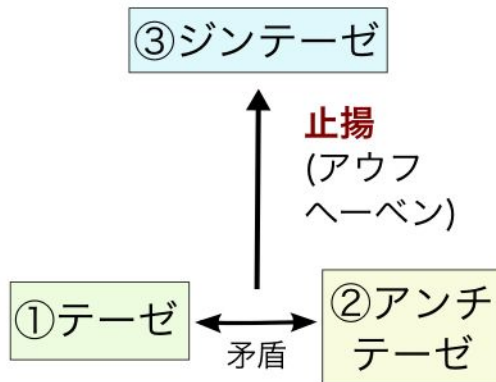 ③ジンテーゼ
止揚
(アウフ
ヘーベン)
①テーゼ
矛盾
②アンチ
テーゼ